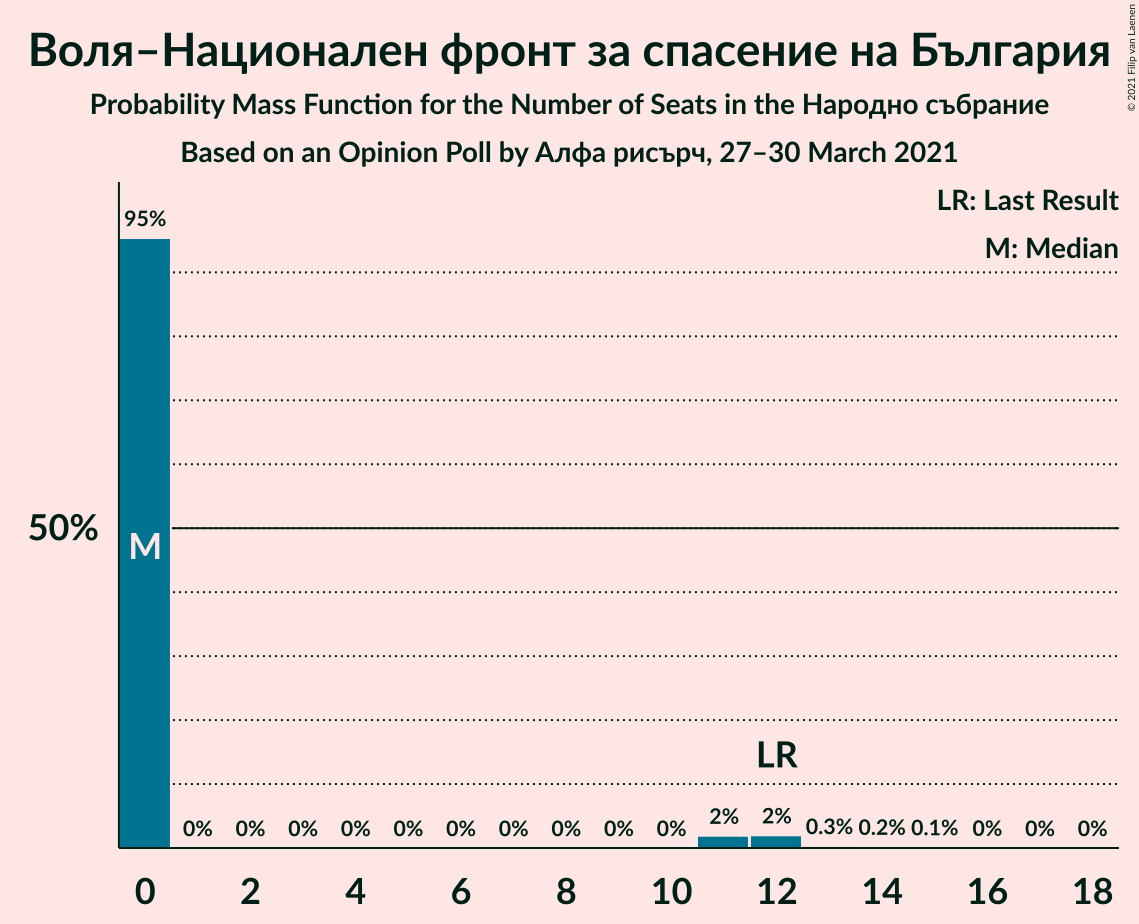 Воля–Национален фронт за спасение на България
Probability Mass Function for the Number of Seats in the Народно събрание
Based on an Opinion Poll by Алфа рисърч, 27–30 March 2021
© 2021 Filip van Laenen
LR: Last Result
M: Median
95%
50%
M
LR
0% 0% 0% 0% 0% 0% 0% 0% 0% 0% 2% 2% 0.3% 0.2% 0.1% 0% 0% 0%
0 2 4 6 8 10 12 14 16 18